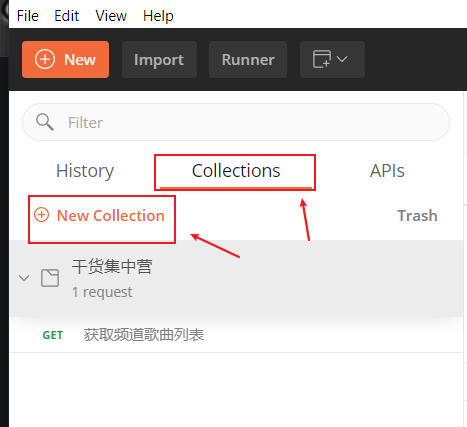 File Edit View Help
New Import Runner
Filter
History Collections APIs
New Collection Trash
干货集中营
1 request
GET 获取频道歌曲列表